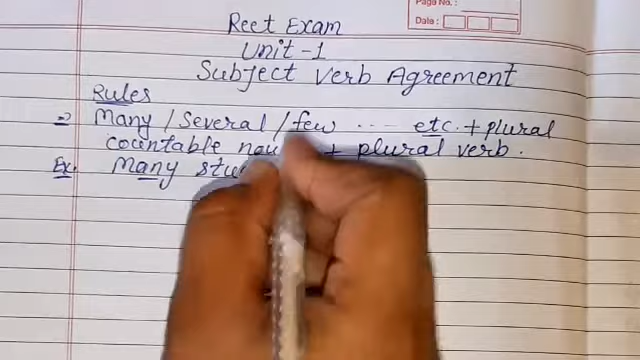 Page No.:
Date:
Reet Exam
Unit-1
Subject Verb Agreement
Rules
⇒ Many / Several / few ---- etc. + plural
countable + plural verb.
Ex. Many